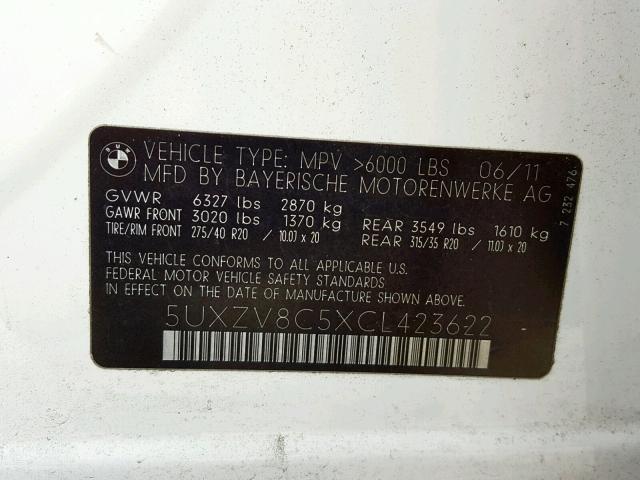 BMW
VEHICLE TYPE: MPV >6000 LBS 06/11
MFD BY BAYERISCHE MOTORENWERKE AG
GVWR 6327 lbs 2870 kg
GAWR FRONT 3020 lbs 1370 kg REAR 3549 lbs 1610 kg
TIRE/RIM FRONT 275/40 R20 / 10.0J x 20 REAR 315/35 R20 / 11.0J x 20
THIS VEHICLE CONFORMS TO ALL APPLICABLE U.S.
FEDERAL MOTOR VEHICLE SAFETY STANDARDS
IN EFFECT ON THE DATE OF MANUFACTURE SHOWN ABOVE.
5UXZV8C5XCL423622
7 232 476